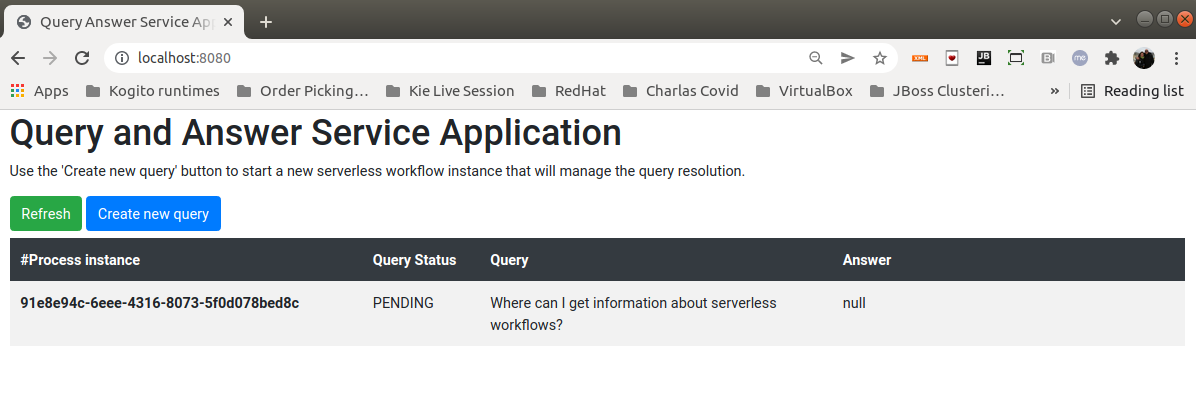 Query Answer Service Ap
localhost:8080
XML JB B me
Apps Kogito runtimes Order Picking… Kie Live Session RedHat Charlas Covid VirtualBox JBoss Clusteri… » Reading list
Query and Answer Service Application
Use the 'Create new query' button to start a new serverless workflow instance that will manage the query resolution.
Refresh Create new query
#Process instance Query Status Query Answer
91e8e94c-6eee-4316-8073-5f0d078bed8c PENDING Where can I get information about serverless null
workflows?